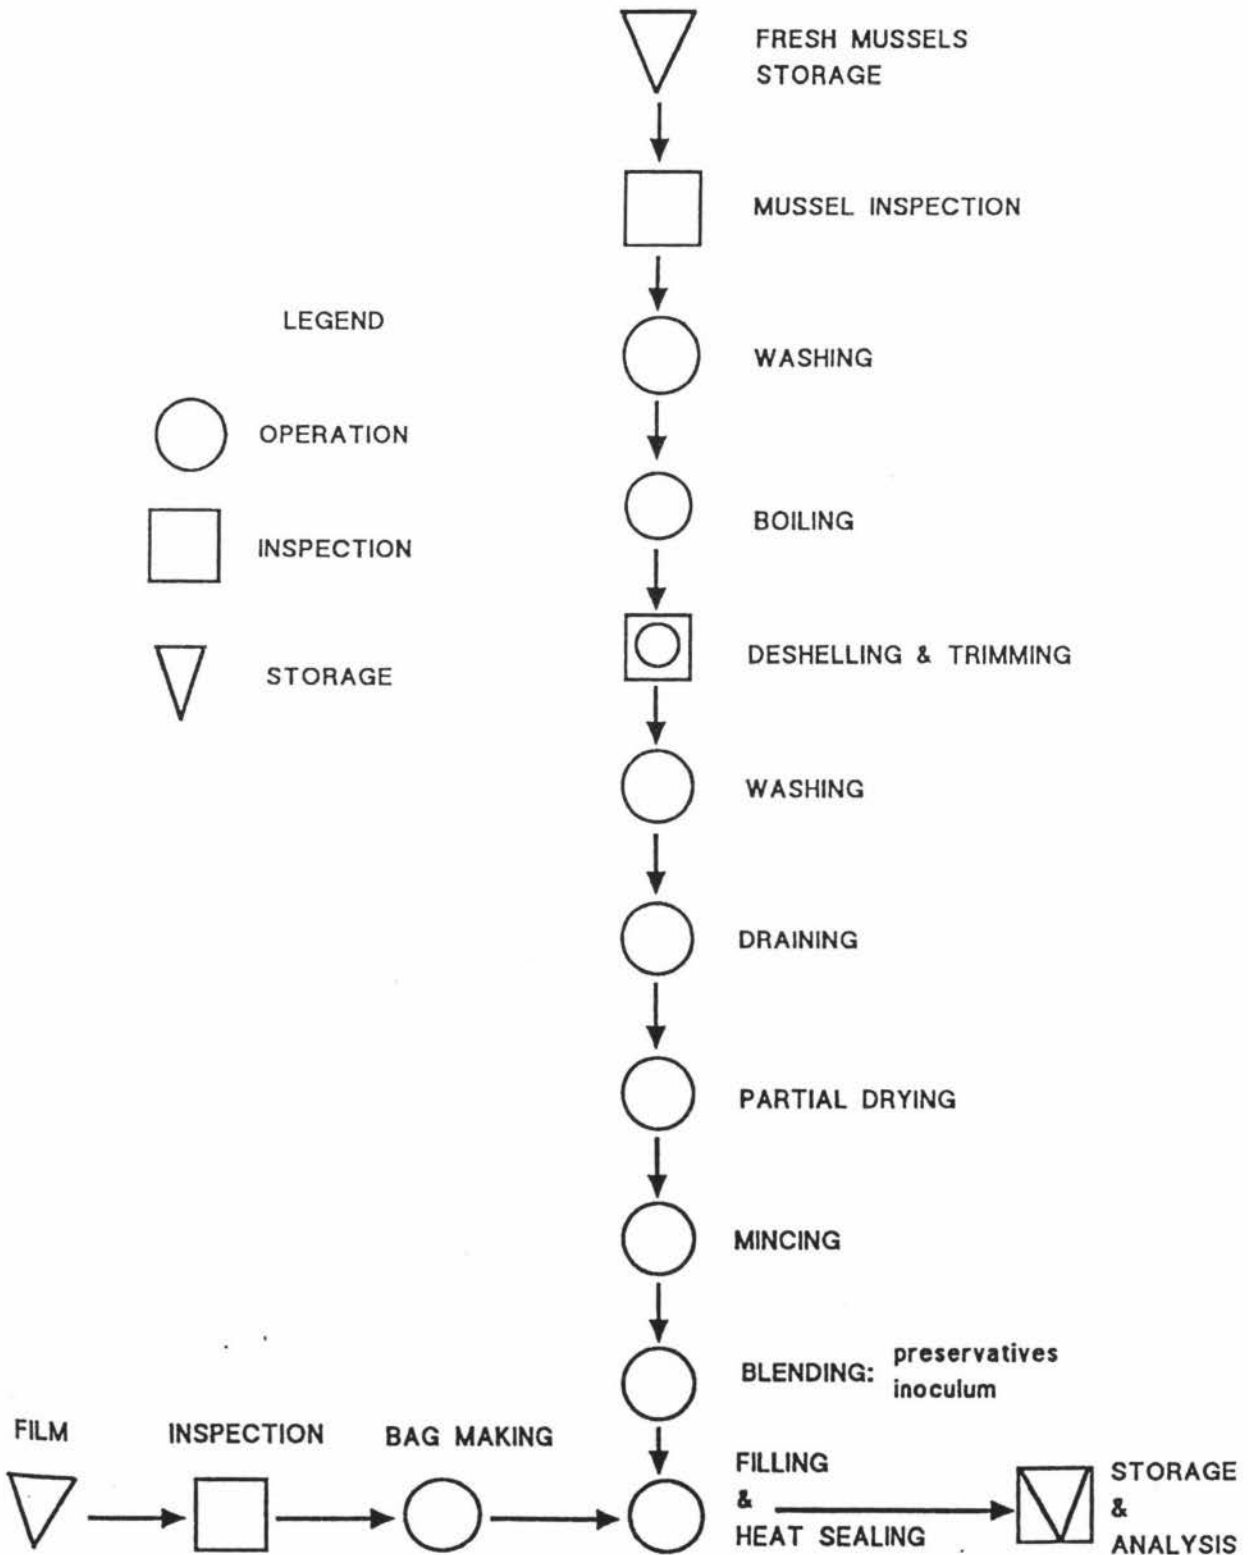 FRESH MUSSELS
STORAGE
MUSSEL INSPECTION
LEGEND
WASHING
OPERATION
BOILING
INSPECTION
DESHELLING & TRIMMING
STORAGE
WASHING
DRAINING
PARTIAL DRYING
MINCING
BLENDING: preservatives
inoculum
FILM
INSPECTION
BAG MAKING
FILLING
&
HEAT SEALING
STORAGE
&
ANALYSIS